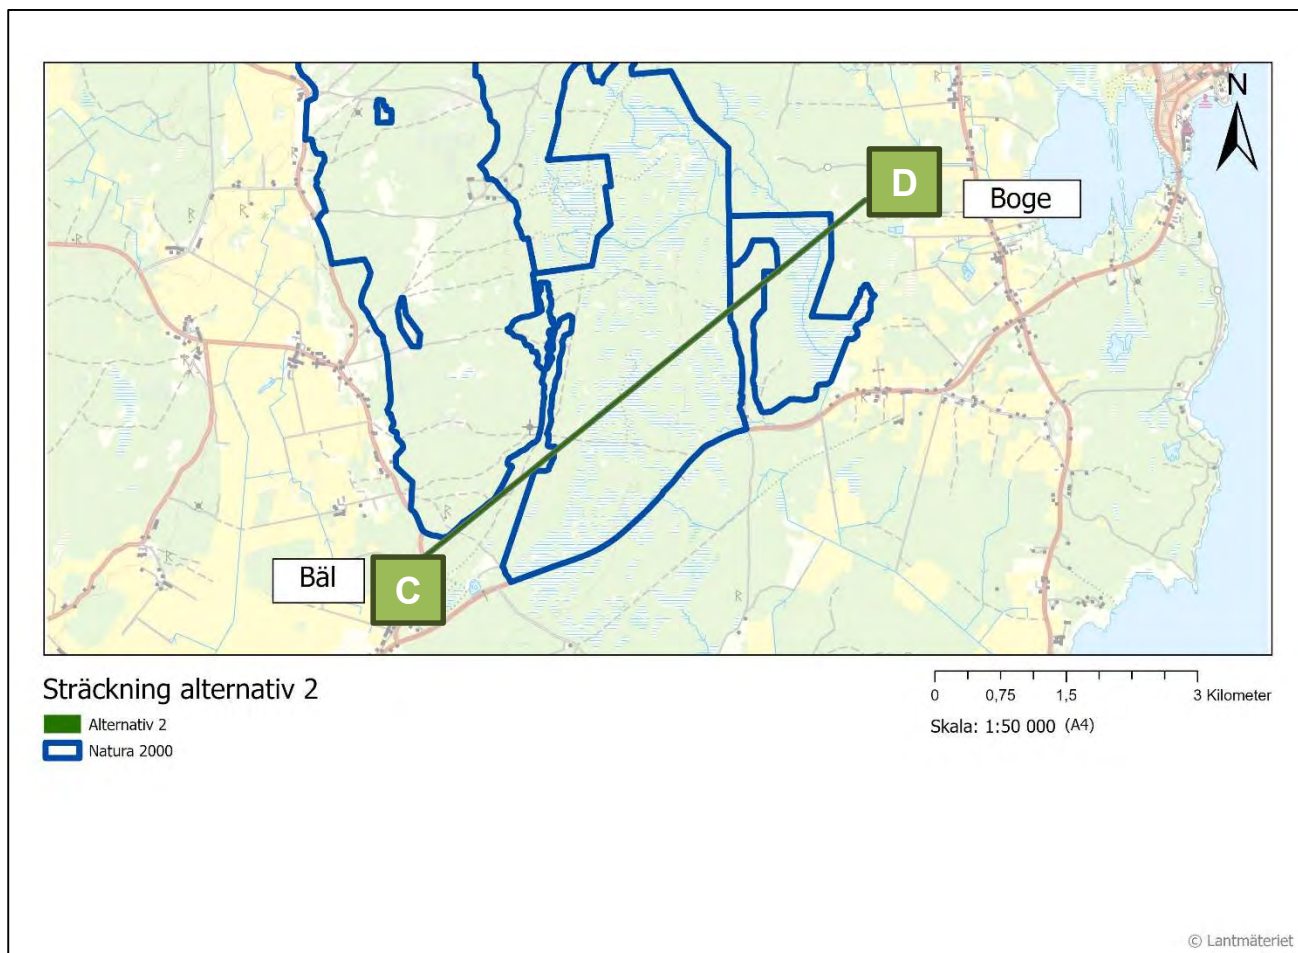 N
D
Boge
Bäl
C
Sträckning alternativ 2
Alternativ 2
Natura 2000
0 0,75 1,5 3 Kilometer
Skala: 1:50 000 (A4)
© Lantmäteriet